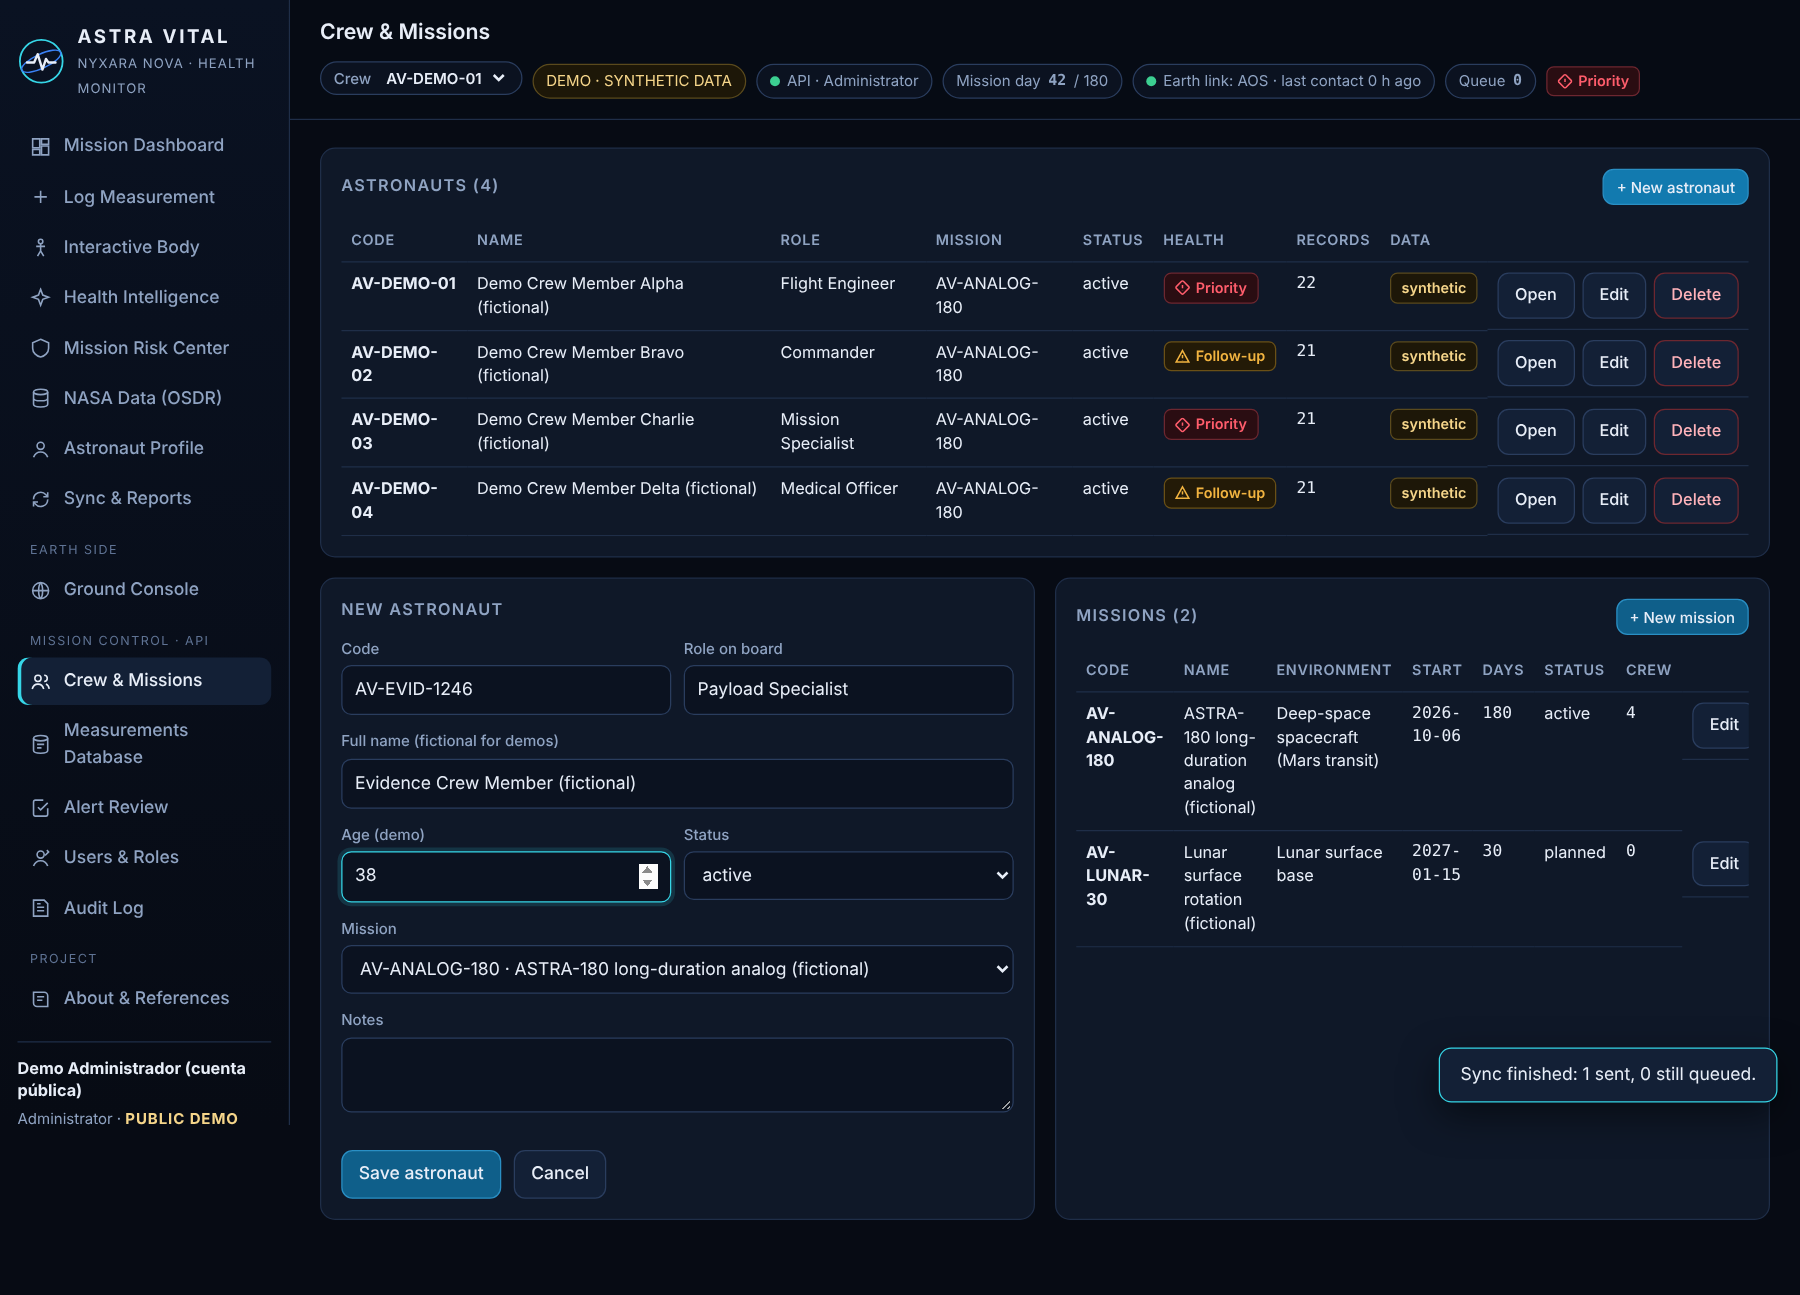 ASTRA VITAL
NYXARA NOVA · HEALTH
MONITOR
Mission Dashboard
Log Measurement
Interactive Body
Health Intelligence
Mission Risk Center
NASA Data (OSDR)
Astronaut Profile
Sync & Reports
EARTH SIDE
Ground Console
MISSION CONTROL · API
Crew & Missions
Measurements
Database
Alert Review
Users & Roles
Audit Log
PROJECT
About & References
Demo Administrador (cuenta
pública)
Administrator · PUBLIC DEMO
Crew & Missions
Crew AV-DEMO-01
DEMO · SYNTHETIC DATA
API · Administrator
Mission day 42 / 180
Earth link: AOS · last contact 0 h ago
Queue 0
Priority
ASTRONAUTS (4)
+ New astronaut
CODE NAME ROLE MISSION STATUS HEALTH RECORDS DATA
AV-DEMO-01 Demo Crew Member Alpha Flight Engineer AV-ANALOG- active Priority 22 synthetic Open Edit Delete
(fictional) 180
AV-DEMO- Demo Crew Member Bravo Commander AV-ANALOG- active Follow-up 21 synthetic Open Edit Delete
02 (fictional) 180
AV-DEMO- Demo Crew Member Charlie Mission AV-ANALOG- active Priority 21 synthetic Open Edit Delete
03 (fictional) Specialist 180
AV-DEMO- Demo Crew Member Delta (fictional) Medical Officer AV-ANALOG- active Follow-up 21 synthetic Open Edit Delete
04 180
NEW ASTRONAUT
Code Role on board
AV-EVID-1246 Payload Specialist
Full name (fictional for demos)
Evidence Crew Member (fictional)
Age (demo) Status
38 active
Mission
AV-ANALOG-180 · ASTRA-180 long-duration analog (fictional)
Notes
Save astronaut Cancel
MISSIONS (2)
+ New mission
CODE NAME ENVIRONMENT START DAYS STATUS CREW
AV- ASTRA- Deep-space 2026- 180 active 4 Edit
ANALOG- 180 long- spacecraft 10-06
180 duration (Mars transit)
analog
(fictional)
AV- Lunar Lunar surface 2027- 30 planned 0 Edit
LUNAR- surface base 01-15
30 rotation
(fictional)
Sync finished: 1 sent, 0 still queued.